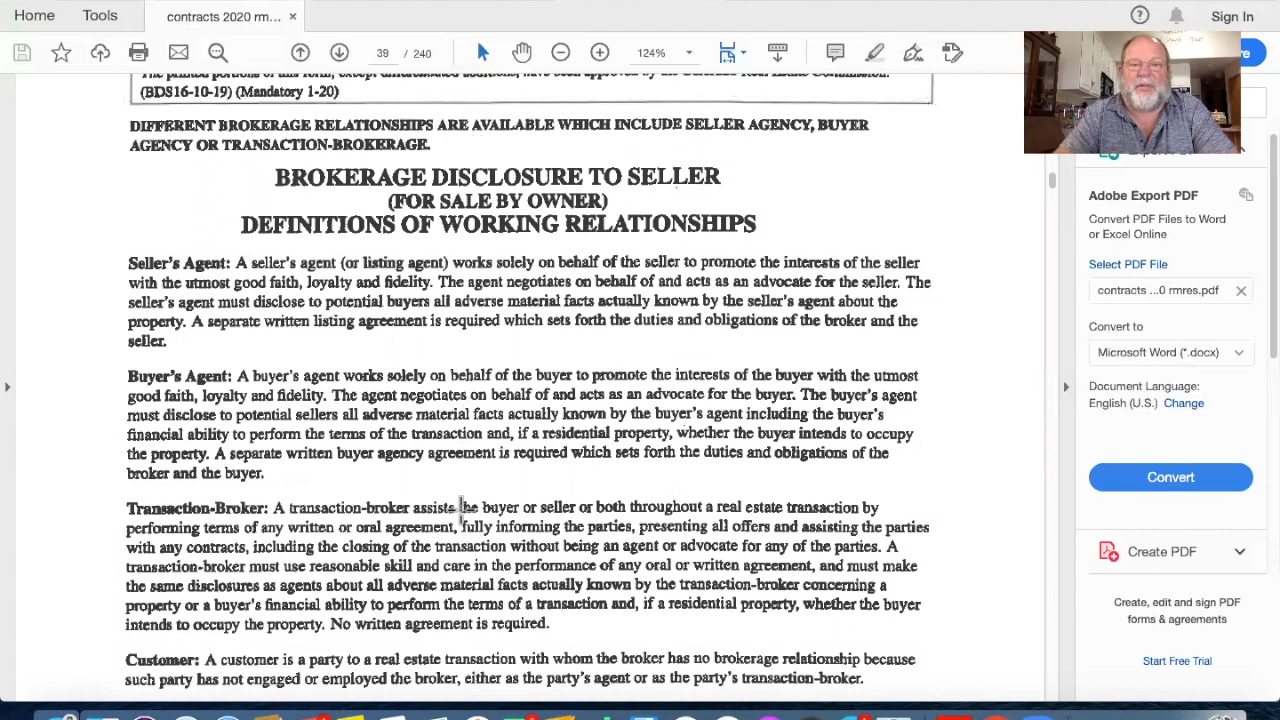 Home
Tools
contracts 2020 rm...
×
Sign In
39 / 240
124%
The printed portions of this form, except differentiated additions, have been approved by the Real Estate Commission.
(BDS16-10-19) (Mandatory 1-20)
DIFFERENT BROKERAGE RELATIONSHIPS ARE AVAILABLE WHICH INCLUDE SELLER AGENCY, BUYER
AGENCY OR TRANSACTION-BROKERAGE.
BROKERAGE DISCLOSURE TO SELLER
(FOR SALE BY OWNER)
DEFINITIONS OF WORKING RELATIONSHIPS
Seller's Agent: A seller's agent (or listing agent) works solely on behalf of the seller to promote the interests of the seller
with the utmost good faith, loyalty and fidelity. The agent negotiates on behalf of and acts as an advocate for the seller. The
seller's agent must disclose to potential buyers all adverse material facts actually known by the seller's agent about the
property. A separate written listing agreement is required which sets forth the duties and obligations of the broker and the
seller.
Buyer's Agent: A buyer's agent works solely on behalf of the buyer to promote the interests of the buyer with the utmost
good faith, loyalty and fidelity. The agent negotiates on behalf of and acts as an advocate for the buyer. The buyer's agent
must disclose to potential sellers all adverse material facts actually known by the buyer's agent including the buyer's
financial ability to perform the terms of the transaction and, if a residential property, whether the buyer intends to occupy
the property. A separate written buyer agency agreement is required which sets forth the duties and obligations of the
broker and the buyer.
Transaction-Broker: A transaction-broker assists the buyer or seller or both throughout a real estate transaction by
performing terms of any written or oral agreement, fully informing the parties, presenting all offers and assisting the parties
with any contracts, including the closing of the transaction without being an agent or advocate for any of the parties. A
transaction-broker must use reasonable skill and care in the performance of any oral or written agreement, and must make
the same disclosures as agents about all adverse material facts actually known by the transaction-broker concerning a
property or a buyer's financial ability to perform the terms of a transaction and, if a residential property, whether the buyer
intends to occupy the property. No written agreement is required.
Customer: A customer is a party to a real estate transaction with whom the broker has no brokerage relationship because
such party has not engaged or employed the broker, either as the party's agent or as the party's transaction-broker.
Adobe Export PDF
Convert PDF Files to Word
or Excel Online
Select PDF File
contracts ...0 rmres.pdf
Convert to
Microsoft Word (*.docx)
Document Language:
English (U.S.) Change
Convert
Create PDF
Create, edit and sign PDF
forms & agreements
Start Free Trial